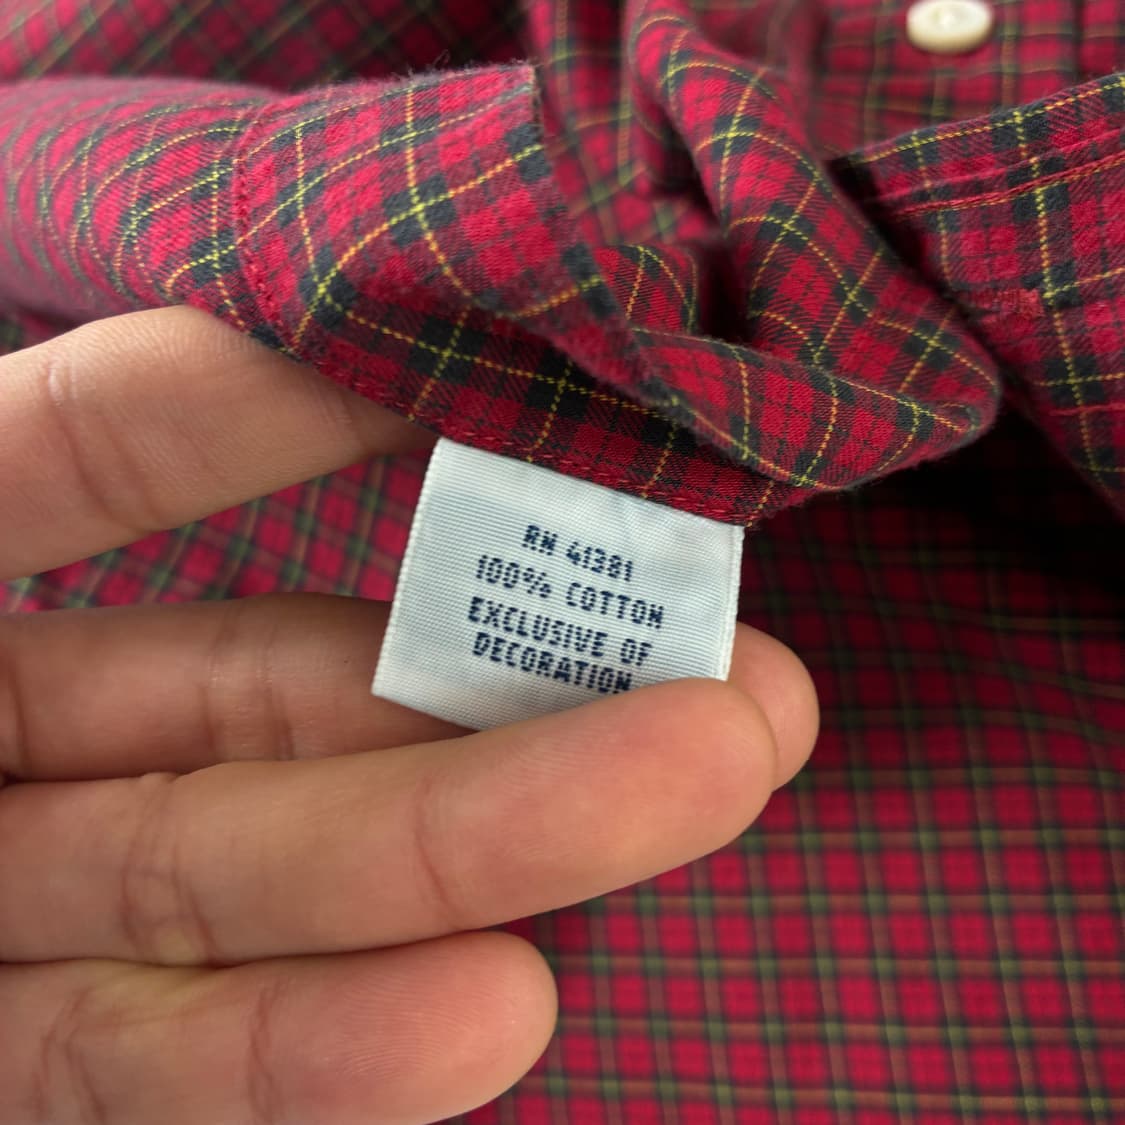 RN 41381
100% COTTON
EXCLUSIVE OF
DECORATION